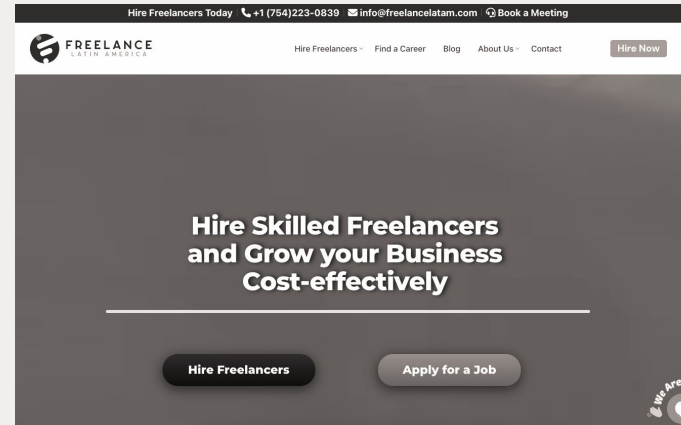 Hire Freelancers Today +1 (754)223-0839 info@freelancelatam.com Book a Meeting
FREELANCE
LATIN AMERICA
Hire Freelancers Find a Career Blog About Us Contact Hire Now
Hire Skilled Freelancers
and Grow your Business
Cost-effectively
Hire Freelancers Apply for a Job
We Are